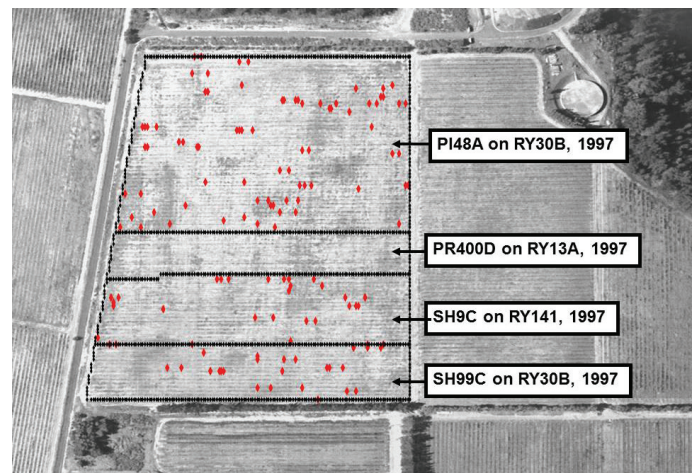 PI48A on RY30B, 1997
PR400D on RY13A, 1997
SH9C on RY141, 1997
SH99C on RY30B, 1997